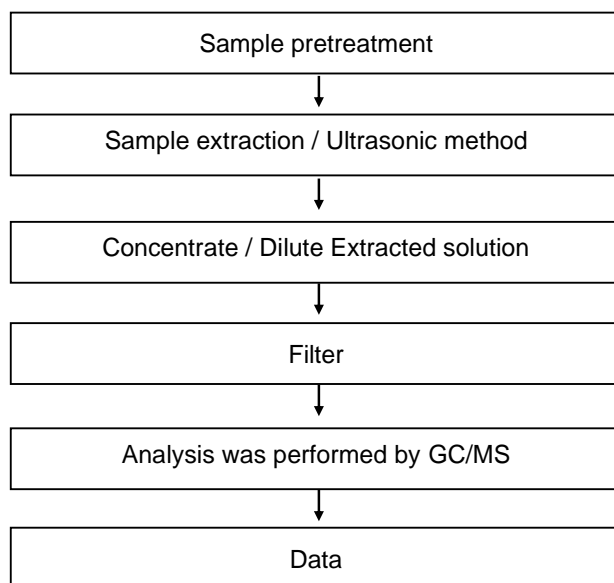 Sample pretreatment
Sample extraction / Ultrasonic method
Concentrate / Dilute Extracted solution
Filter
Analysis was performed by GC/MS
Data